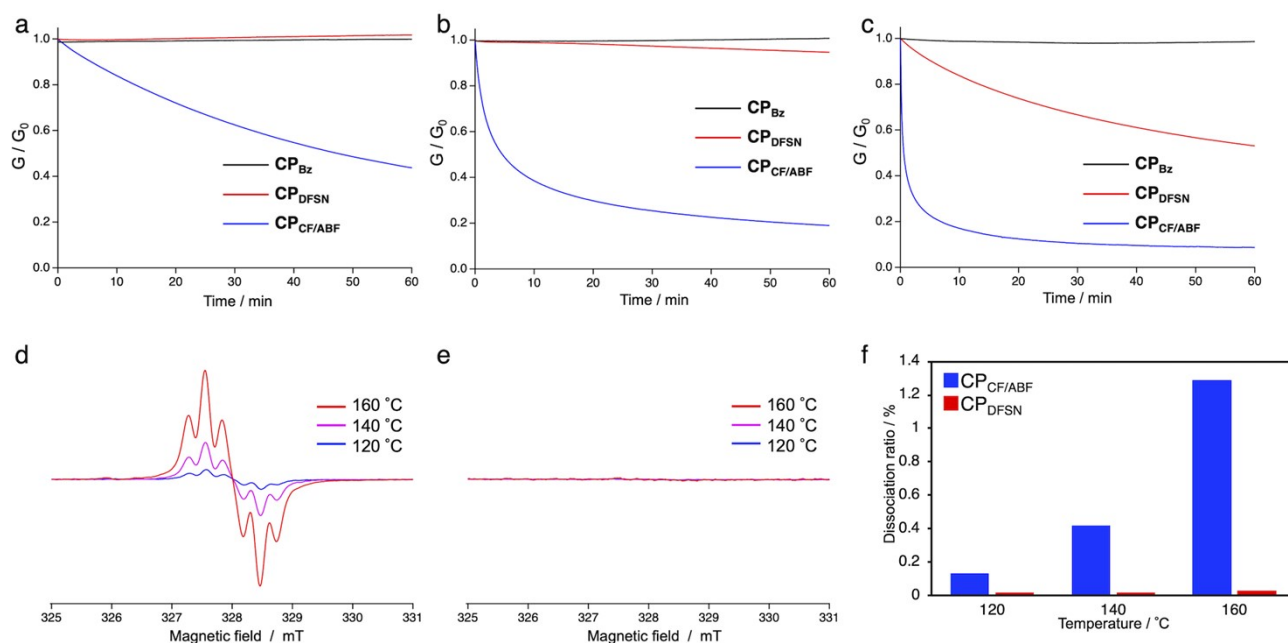 a
1.0
0.8
0.6
0.4
0.2
0.0
G / G0
CPBz
CPDFSN
CPCF/ABF
0
10
20
30
40
50
60
Time / min
b
1.0
0.8
0.6
0.4
0.2
0.0
G / G0
CPBz
CPDFSN
CPCF/ABF
0
10
20
30
40
50
60
Time / min
c
1.0
0.8
0.6
0.4
0.2
0.0
G / G0
CPBz
CPDFSN
CPCF/ABF
0
10
20
30
40
50
60
Time / min
d
160 ˚C
140 ˚C
120 ˚C
325
326
327
328
329
330
331
Magnetic field / mT
e
160 ˚C
140 ˚C
120 ˚C
325
326
327
328
329
330
331
Magnetic field / mT
f
1.4
1.2
1
0.8
0.6
0.4
0.2
0
Dissociation ratio / %
CPCF/ABF
CPDFSN
120
140
160
Temperature / ˚C